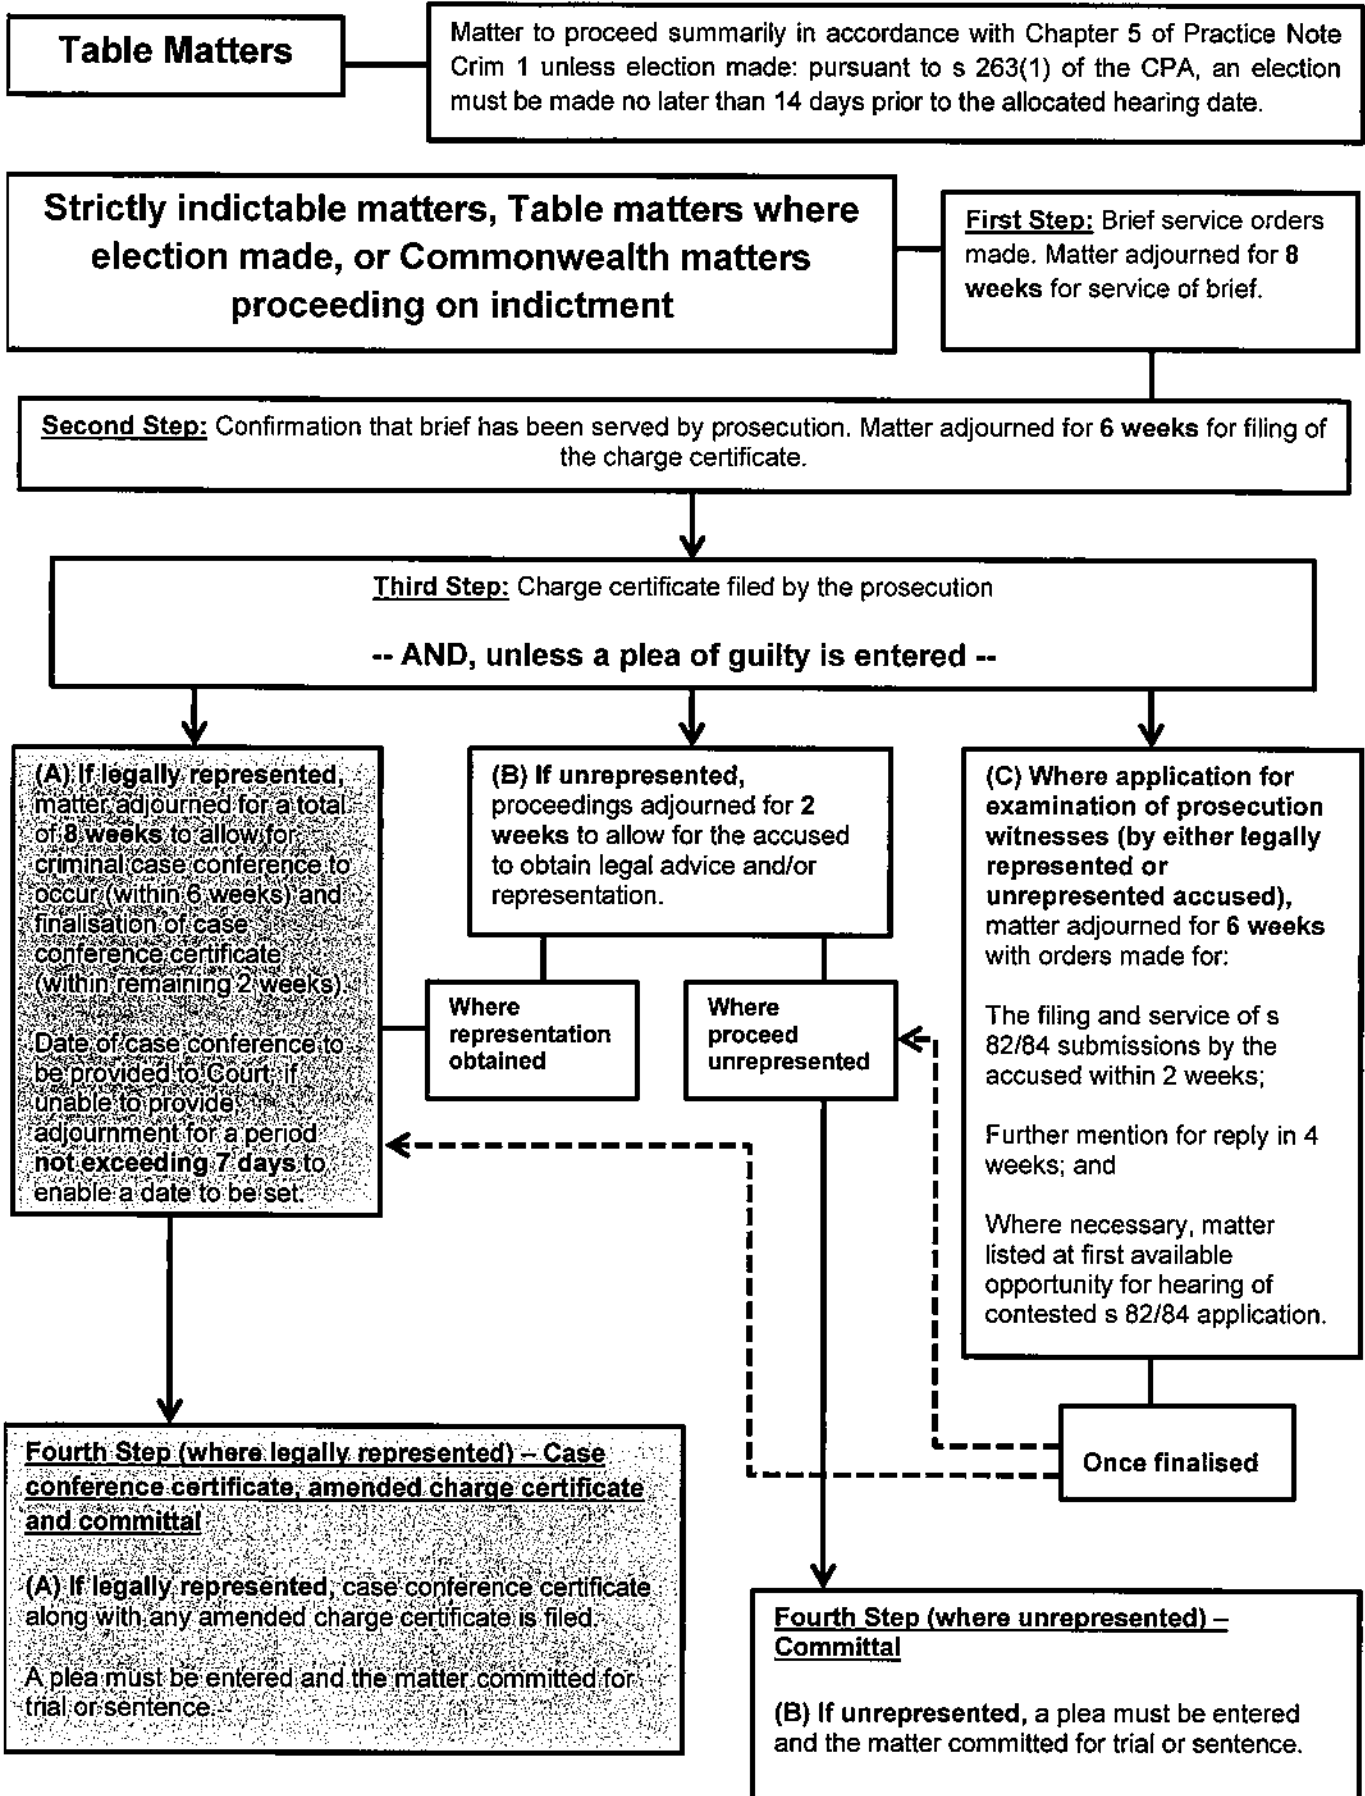 Table Matters
Matter to proceed summarily in accordance with Chapter 5 of Practice Note
Crim 1 unless election made: pursuant to s 263(1) of the CPA, an election
must be made no later than 14 days prior to the allocated hearing date.
Strictly indictable matters, Table matters where
election made, or Commonwealth matters
proceeding on indictment
First Step: Brief service orders
made. Matter adjourned for 8
weeks for service of brief.
Second Step: Confirmation that brief has been served by prosecution. Matter adjourned for 6 weeks for filing of
the charge certificate.
Third Step: Charge certificate filed by the prosecution
-- AND, unless a plea of guilty is entered --
(A) If legally represented,
matter adjourned for a total
of 8 weeks to allow for
criminal case conference to
occur (within 6 weeks) and
finalisation of case
conference certificate
(within remaining 2 weeks).
Date of case conference to
be provided to Court; if
unable to provide,
adjournment for a period
not exceeding 7 days to
enable a date to be set.
(B) If unrepresented,
proceedings adjourned for 2
weeks to allow for the accused
to obtain legal advice and/or
representation.
Where
representation
obtained
Where
proceed
unrepresented
(C) Where application for
examination of prosecution
witnesses (by either legally
represented or
unrepresented accused),
matter adjourned for 6 weeks
with orders made for:
The filing and service of s
82/84 submissions by the
accused within 2 weeks;
Further mention for reply in 4
weeks; and
Where necessary, matter
listed at first available
opportunity for hearing of
contested s 82/84 application.
Once finalised
Fourth Step (where legally represented) – Case
conference certificate, amended charge certificate
and committal
(A) If legally represented, case conference certificate
along with any amended charge certificate is filed.
A plea must be entered and the matter committed for
trial or sentence.
Fourth Step (where unrepresented) –
Committal
(B) If unrepresented, a plea must be entered
and the matter committed for trial or sentence.